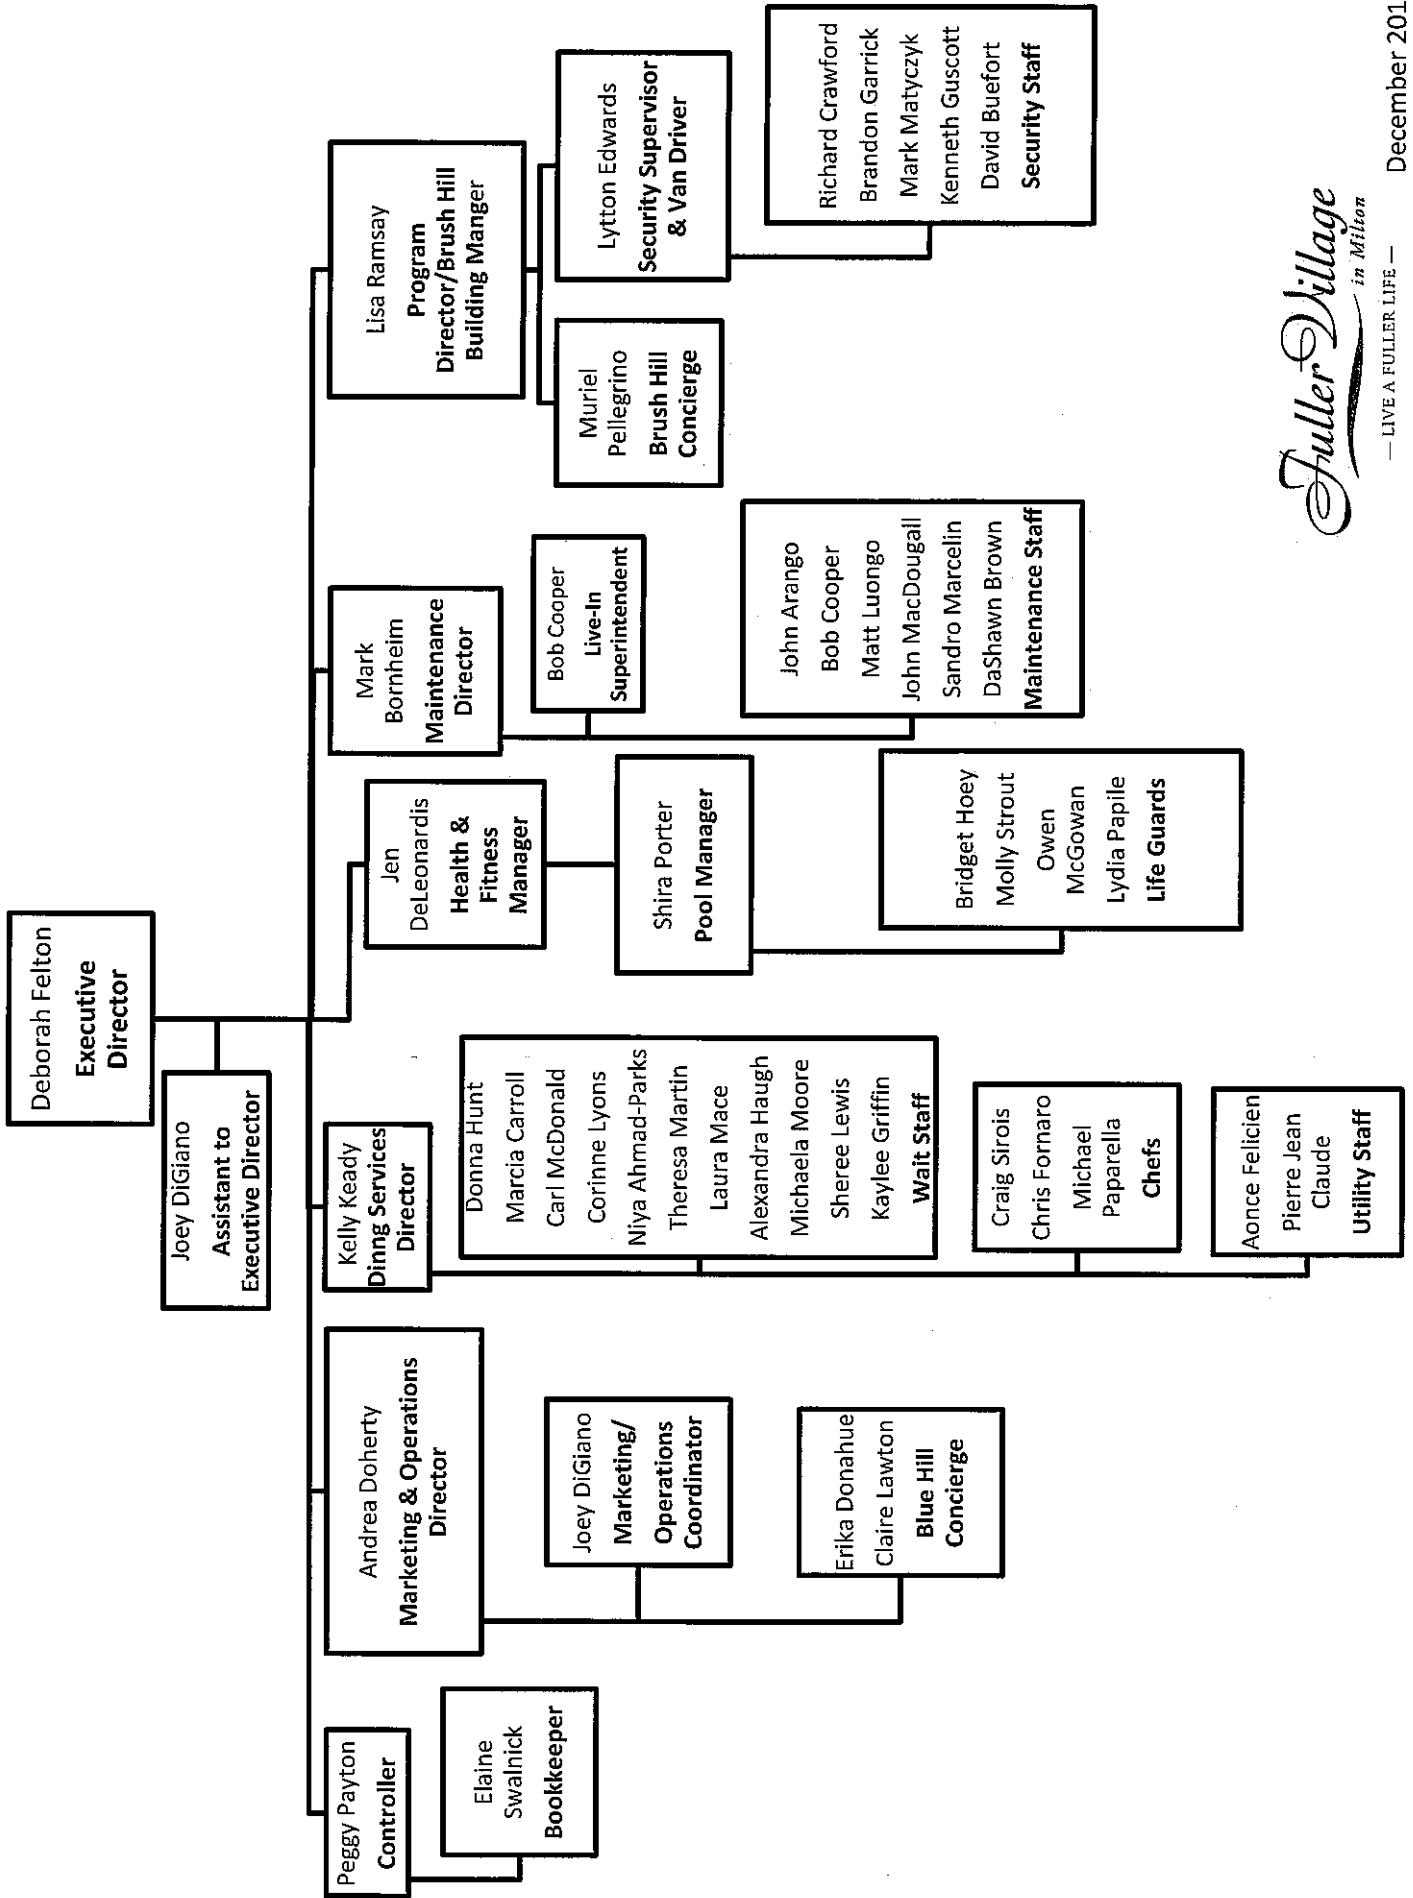 Deborah Felton
Executive
Director
Joey DiGiano
Assistant to
Executive Director
Peggy Payton
Controller
Elaine
Swalnick
Bookkeeper
Andrea Doherty
Marketing & Operations
Director
Joey DiGiano
Marketing/
Operations
Coordinator
Erika Donahue
Claire Lawton
Blue Hill
Concierge
Kelly Keady
Dinng Services
Director
Donna Hunt
Marcia Carroll
Carl McDonald
Corinne Lyons
Niya Ahmad-Parks
Theresa Martin
Laura Mace
Alexandra Haugh
Michaela Moore
Sheree Lewis
Kaylee Griffin
Wait Staff
Craig Sirois
Chris Fornaro
Michael
Paparella
Chefs
Aonce Felicien
Pierre Jean
Claude
Utility Staff
Jen
DeLeonardis
Health &
Fitness
Manager
Shira Porter
Pool Manager
Bridget Hoey
Molly Strout
Owen
McGowan
Lydia Papile
Life Guards
Mark
Bornheim
Maintenance
Director
Bob Cooper
Live-In
Superintendent
John Arango
Bob Cooper
Matt Luongo
John MacDougall
Sandro Marcelin
DaShawn Brown
Maintenance Staff
Lisa Ramsay
Program
Director/Brush Hill
Building Manger
Muriel
Pellegrino
Brush Hill
Concierge
Lytton Edwards
Security Supervisor
& Van Driver
Richard Crawford
Brandon Garrick
Mark Matyczyk
Kenneth Guscott
David Buefort
Security Staff
Fuller Village
in Milton
— LIVE A FULLER LIFE —
December 201